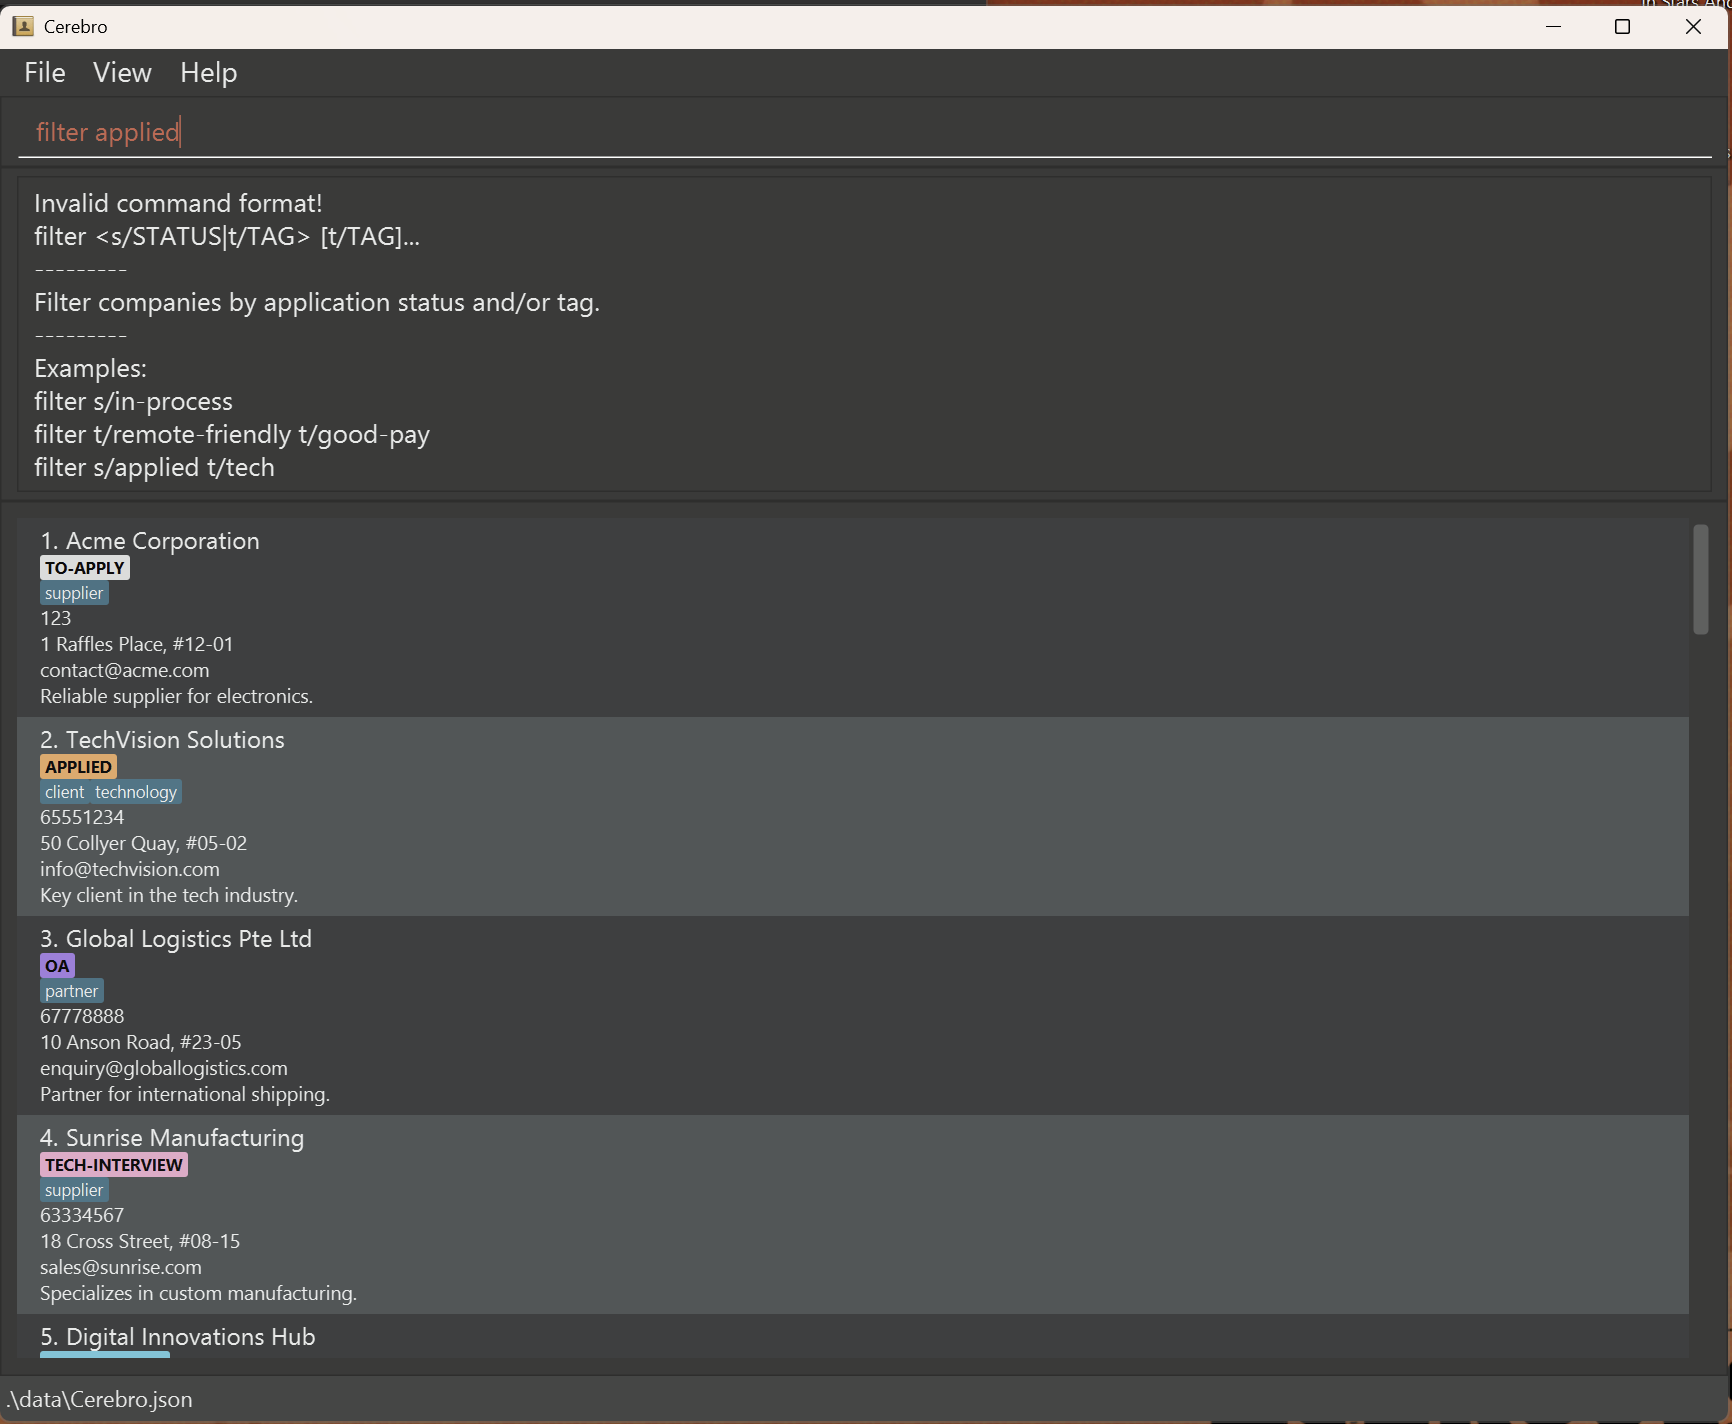 Cerebro
File View Help
filter applied
Invalid command format!
filter <s/STATUS|t/TAG> [t/TAG]...
---------
Filter companies by application status and/or tag.
---------
Examples:
filter s/in-process
filter t/remote-friendly t/good-pay
filter s/applied t/tech
1. Acme Corporation
TO-APPLY
supplier
123
1 Raffles Place, #12-01
contact@acme.com
Reliable supplier for electronics.
2. TechVision Solutions
APPLIED
client technology
65551234
50 Collyer Quay, #05-02
info@techvision.com
Key client in the tech industry.
3. Global Logistics Pte Ltd
OA
partner
67778888
10 Anson Road, #23-05
enquiry@globallogistics.com
Partner for international shipping.
4. Sunrise Manufacturing
TECH-INTERVIEW
supplier
63334567
18 Cross Street, #08-15
sales@sunrise.com
Specializes in custom manufacturing.
5. Digital Innovations Hub
.\data\Cerebro.json